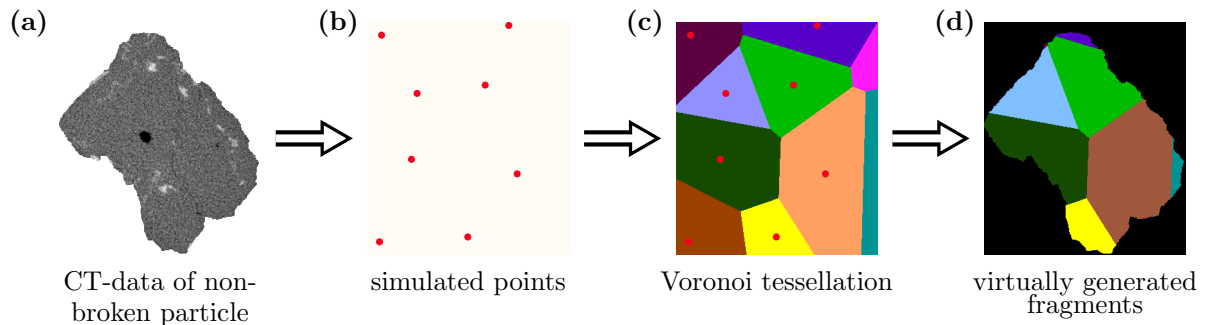 (a)
(b)
(c)
(d)
CT-data of non-
broken particle
simulated points
Voronoi tessellation
virtually generated
fragments